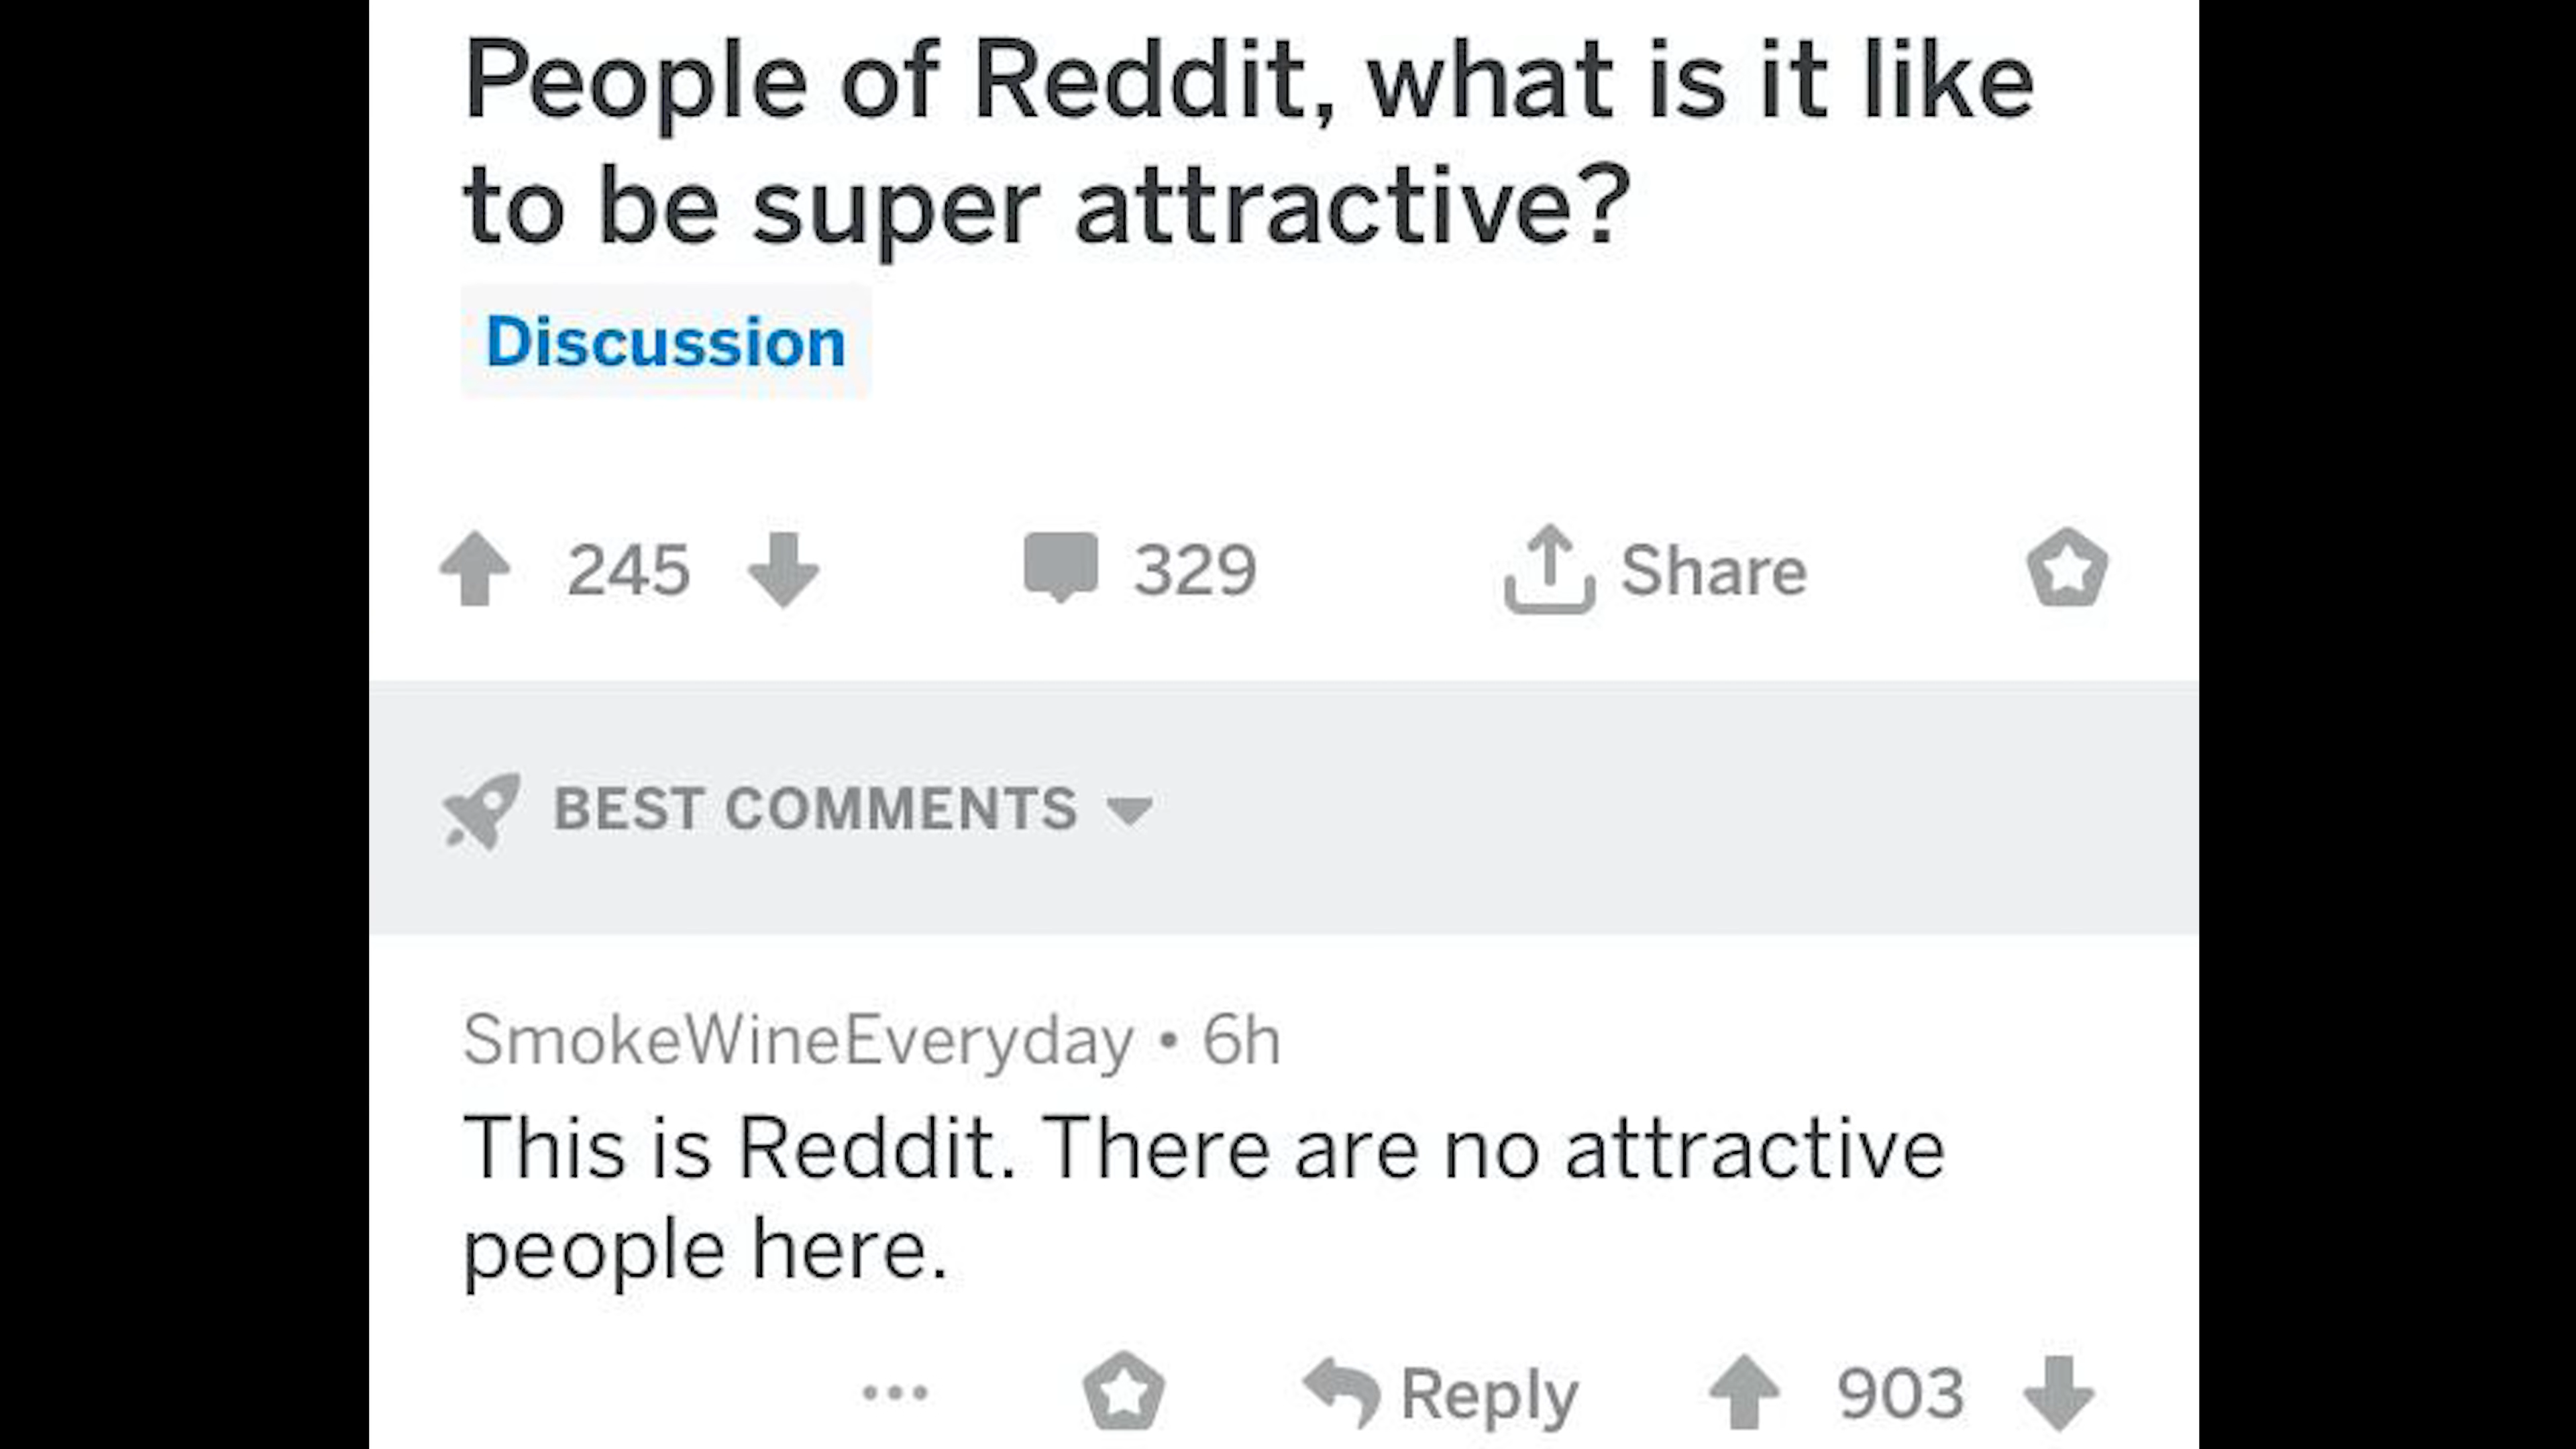 People of Reddit, what is it like
to be super attractive?
Discussion
245
329
Share
BEST COMMENTS
SmokeWineEveryday • 6h
This is Reddit. There are no attractive
people here.
Reply
903